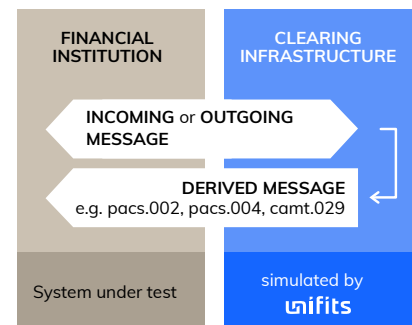 FINANCIAL
INSTITUTION
CLEARING
INFRASTRUCTURE
INCOMING or OUTGOING
MESSAGE
DERIVED MESSAGE
e.g. pacs.002, pacs.004, camt.029
System under test
simulated by
unifits